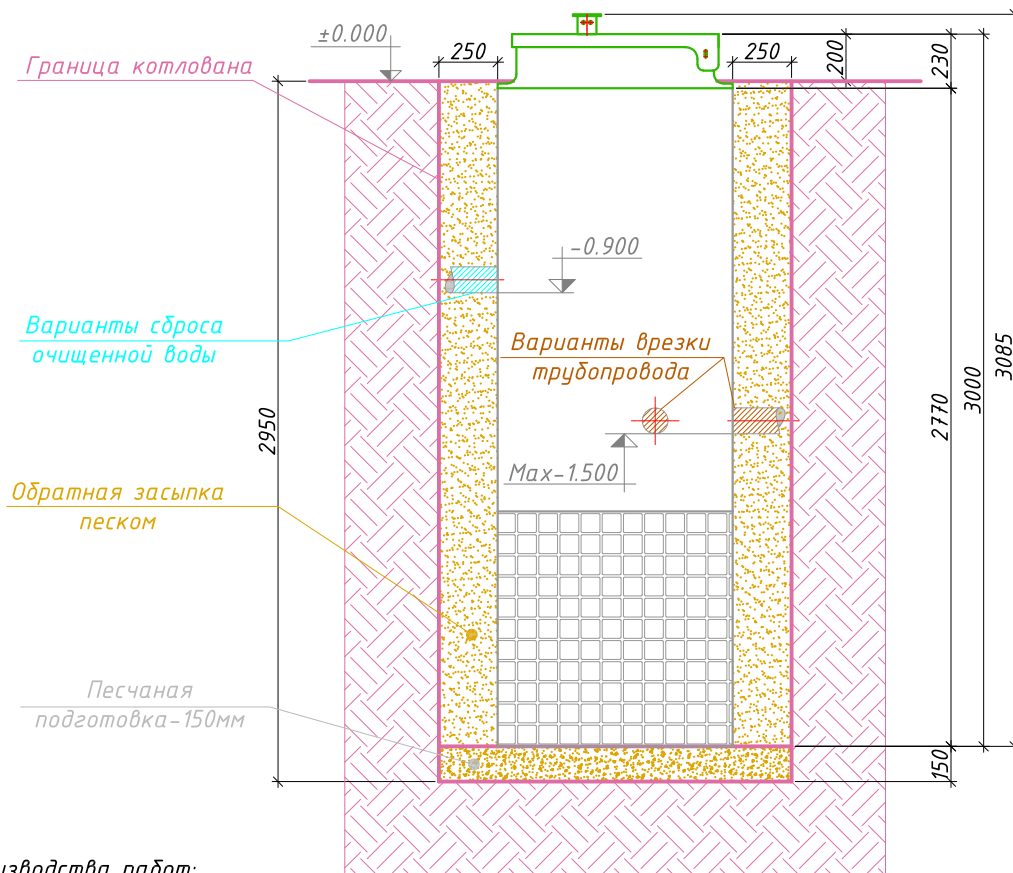 ±0.000
Граница котлована
250
250
200
230
-0.900
Варианты сброса
очищенной воды
Варианты врезки
трубопровода
3085
3000
2770
2950
Max-1.500
Обратная засыпка
песком
Песчаная
подготовка-150мм
150
работ: